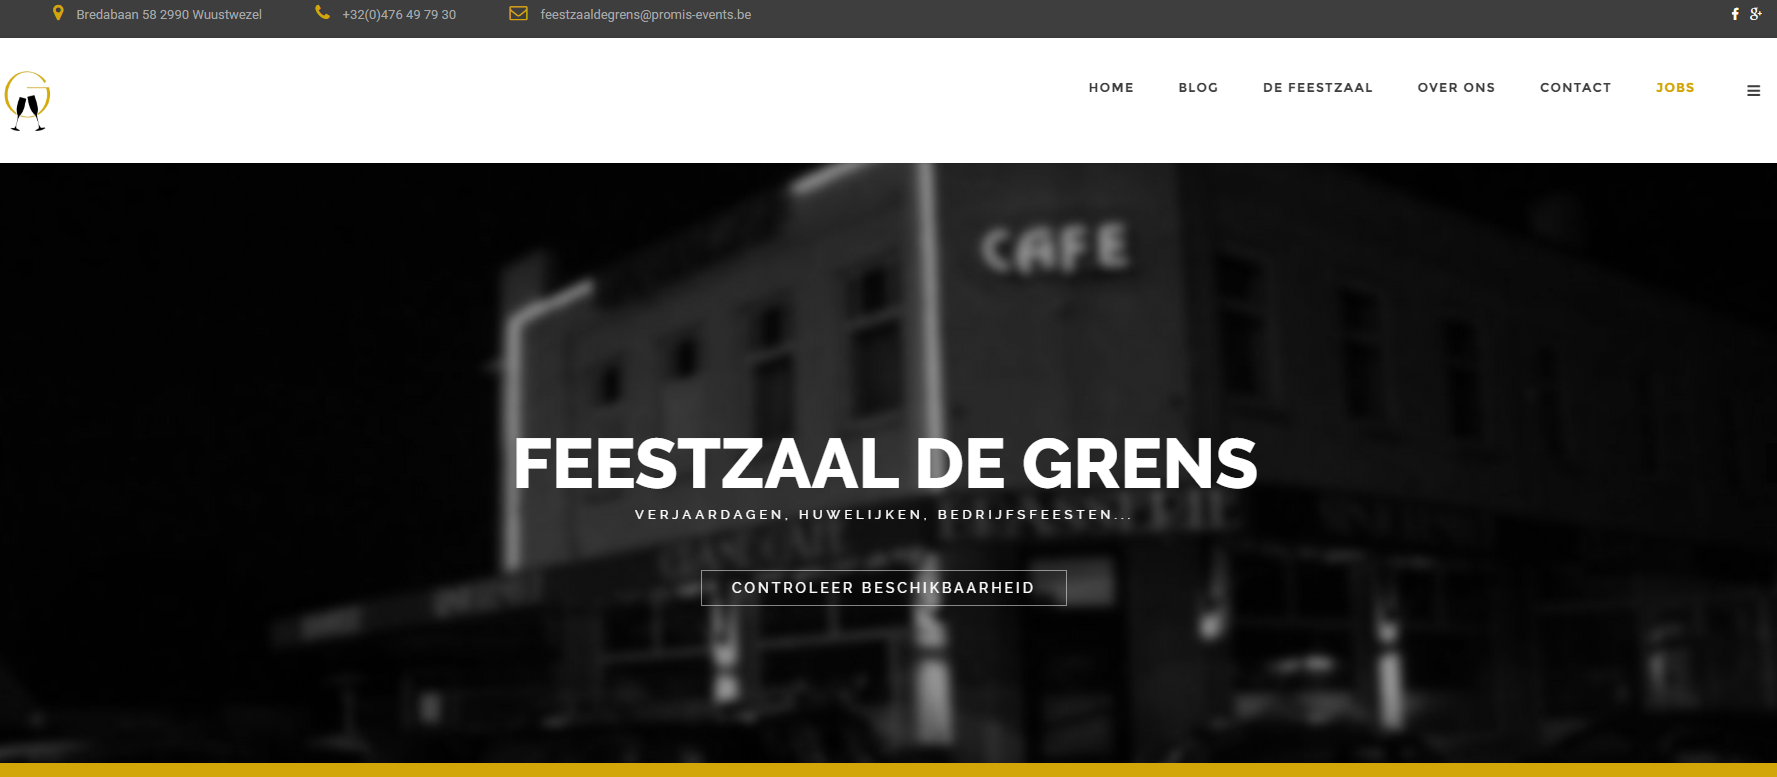 Bredabaan 58 2990 Wuustwezel
+32(0)476 49 79 30
feestzaaldegrens@promis-events.be
HOME
BLOG
DE FEESTZAAL
OVER ONS
CONTACT
JOBS
CAFE
FEESTZAAL DE GRENS
VERJAARDAGEN, HUWELIJKEN, BEDRIJFSFEESTEN...
CONTROLEER BESCHIKBAARHEID